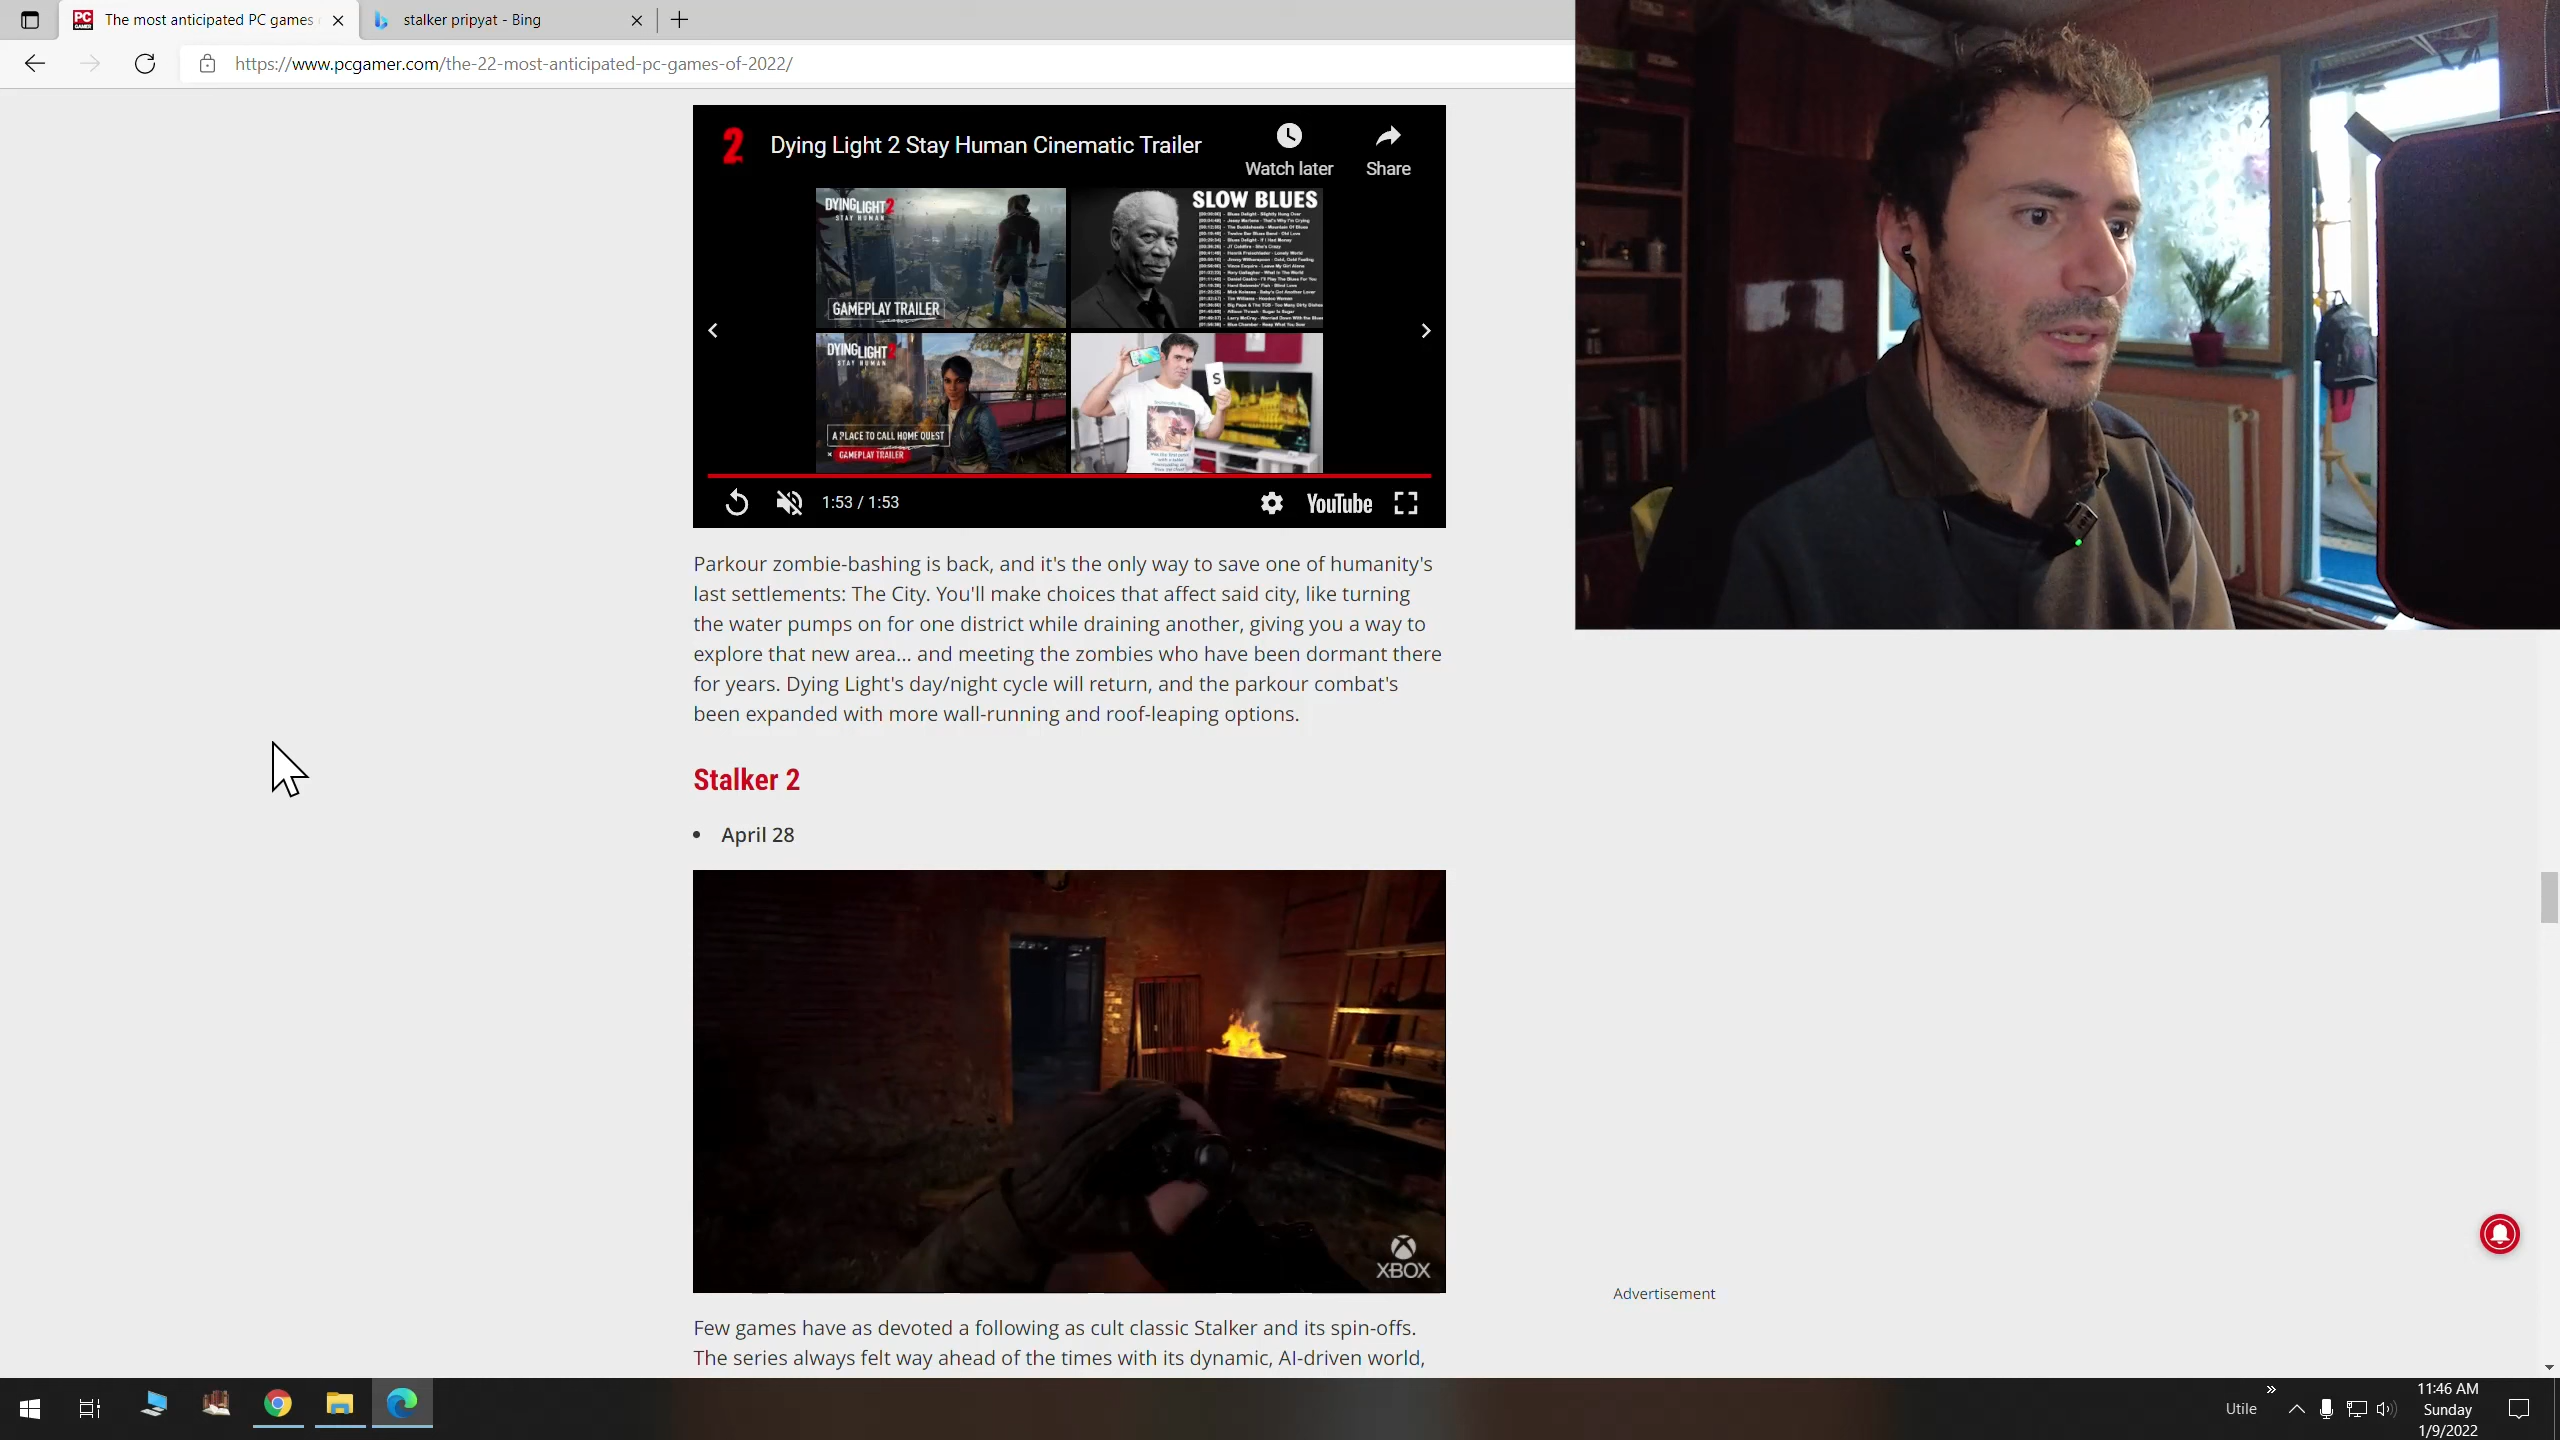 The most anticipated PC games
stalker pripyat - Bing
https://www.pcgamer.com/the-22-most-anticipated-pc-games-of-2022/
2
Dying Light 2 Stay Human Cinematic Trailer
Watch later
Share
DYING LIGHT 2
STAY HUMAN
GAMEPLAY TRAILER
SLOW BLUES
DYING LIGHT 2
STAY HUMAN
A PLACE TO CALL HOME QUEST
GAMEPLAY TRAILER
S
1:53 / 1:53
YouTube
Parkour zombie-bashing is back, and it's the only way to save one of humanity's
last settlements: The City. You'll make choices that affect said city, like turning
the water pumps on for one district while draining another, giving you a way to
explore that new area... and meeting the zombies who have been dormant there
for years. Dying Light's day/night cycle will return, and the parkour combat's
been expanded with more wall-running and roof-leaping options.
Stalker 2
• April 28
XBOX
Advertisement
Few games have as devoted a following as cult classic Stalker and its spin-offs.
The series always felt way ahead of the times with its dynamic, AI-driven world,
Utile
11:46 AM
Sunday
1/9/2022